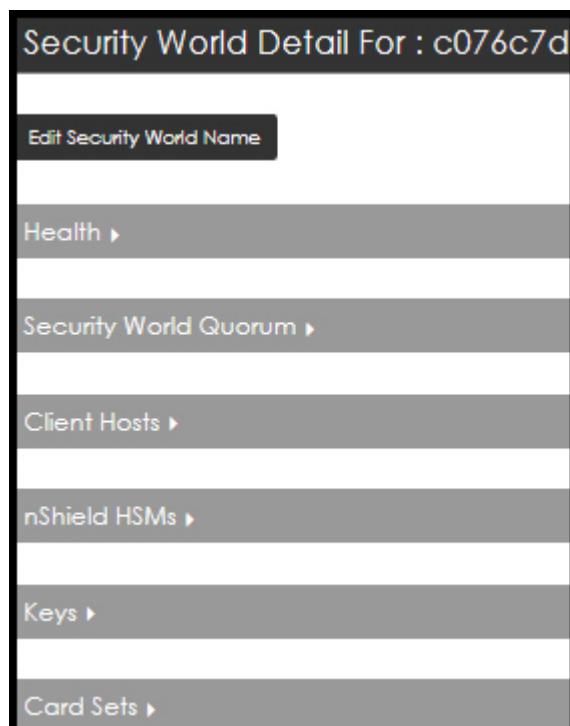 Security World Detail For : c076c7d
Edit Security World Name
Health
Security World Quorum
Client Hosts
nShield HSMs
Keys
Card Sets